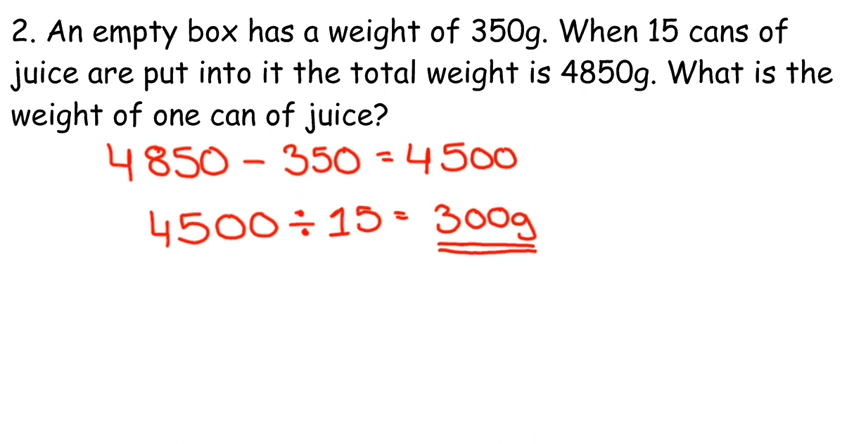 2. An empty box has a weight of 350g. When 15 cans of
juice are put into it the total weight is 4850g. What is the
weight of one can of juice?
4850 - 350 = 4500
4500 ÷ 15 = 300g